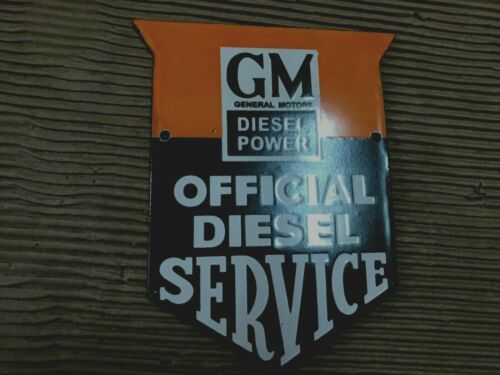 GM
GENERAL MOTORS
DIESEL
POWER
OFFICIAL
DIESEL
SERVICE